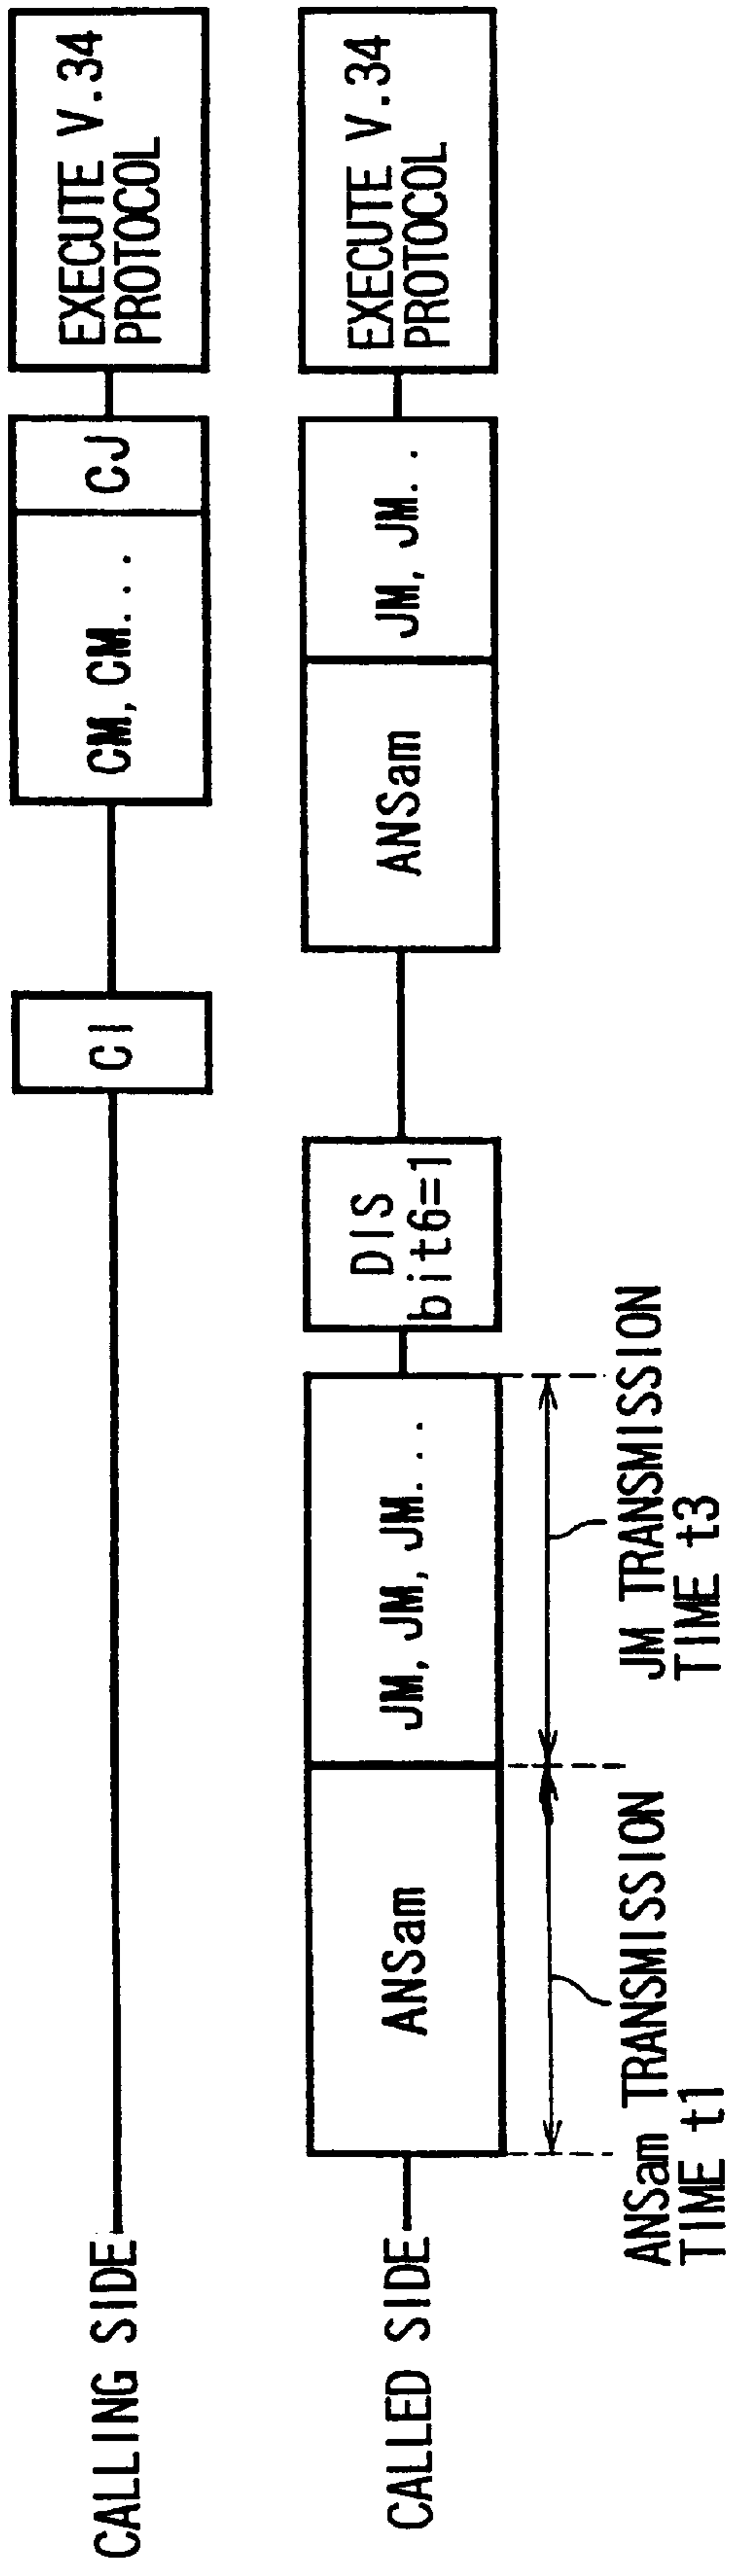 CALLING SIDE
CI
CM, CM...
CJ
EXECUTE V.34
PROTOCOL
CALLED SIDE
ANSam
JM, JM, JM...
DIS
bit6=1
ANSam
JM, JM..
EXECUTE V.34
PROTOCOL
ANSam TRANSMISSION
TIME t1
JM TRANSMISSION
TIME t3